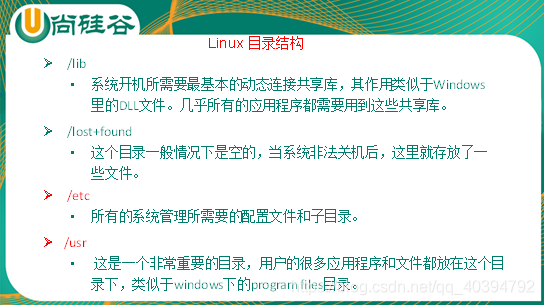 尚硅谷
Linux 目录结构
/lib
系统开机所需要最基本的动态连接共享库，其作用类似于Windows
里的DLL文件。几乎所有的应用程序都需要用到这些共享库。
/lost+found
这个目录一般情况下是空的，当系统非法关机后，这里就存放了一
些文件。
/etc
所有的系统管理所需要的配置文件和子目录。
/usr
这是一个非常重要的目录，用户的很多应用程序和文件都放在这个目
录下，类似于windows下的program files目录。
csdn.net/qq_40394792